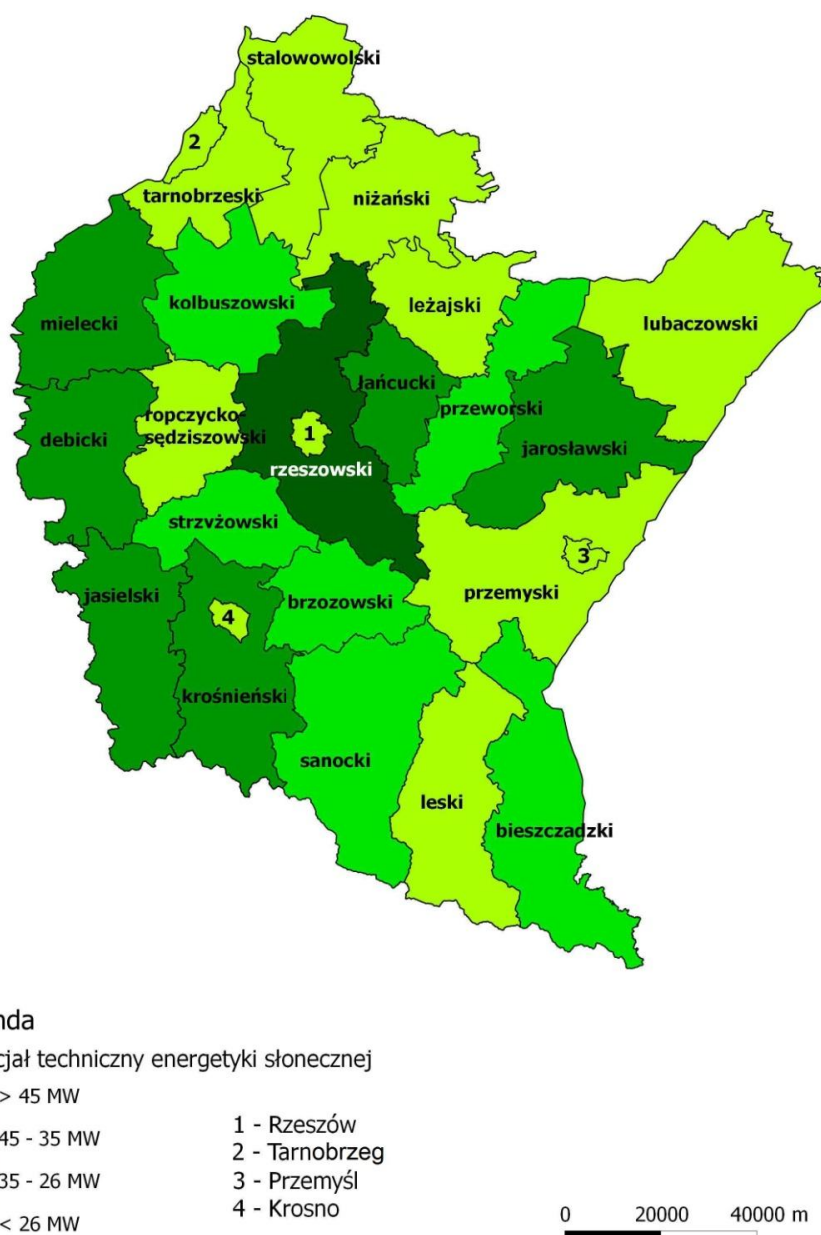 stalowowolski
2
tarnobrzeski
niżański
kolbuszowski
leżajski
mielecki
lubaczowski
łańcucki
ropczycko-
sędziszowski
przeworski
debicki
1
jarosławski
rzeszowski
strzyżowski
3
jasielski
brzozowski
przemyski
4
krośnieński
sanocki
leski
bieszczadzki
nda
cjał techniczny energetyki słonecznej
> 45 MW
45 - 35 MW
35 - 26 MW
< 26 MW
1 - Rzeszów
2 - Tarnobrzeg
3 - Przemyśl
4 - Krosno
0 20000 40000 m